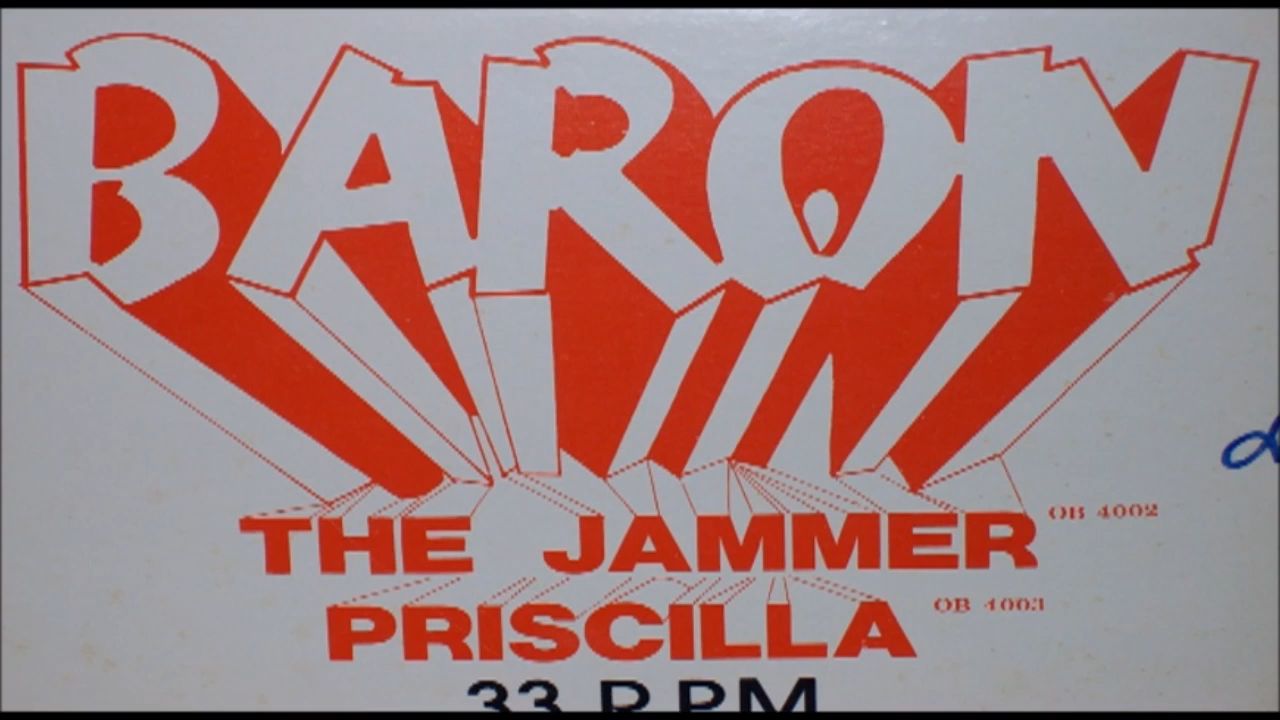 BARON
THE JAMMER OB 4002
PRISCILLA OB 4003
33 RPM